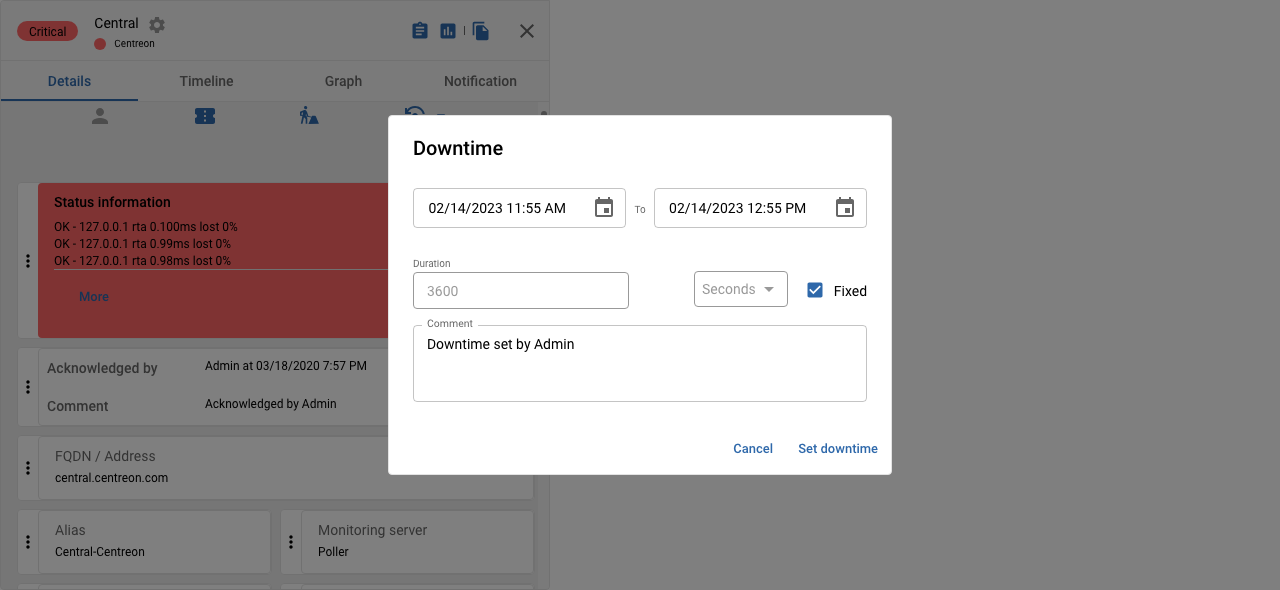 Critical
Central
Centreon
Details
Timeline
Graph
Notification
Status information
OK - 127.0.0.1 rta 0.100ms lost 0%
OK - 127.0.0.1 rta 0.99ms lost 0%
OK - 127.0.0.1 rta 0.98ms lost 0%
More
Acknowledged by
Admin at 03/18/2020 7:57 PM
Comment
Acknowledged by Admin
FQDN / Address
central.centreon.com
Alias
Central-Centreon
Monitoring server
Poller
Downtime
02/14/2023 11:55 AM
To
02/14/2023 12:55 PM
Duration
3600
Seconds
Fixed
Comment
Downtime set by Admin
Cancel
Set downtime